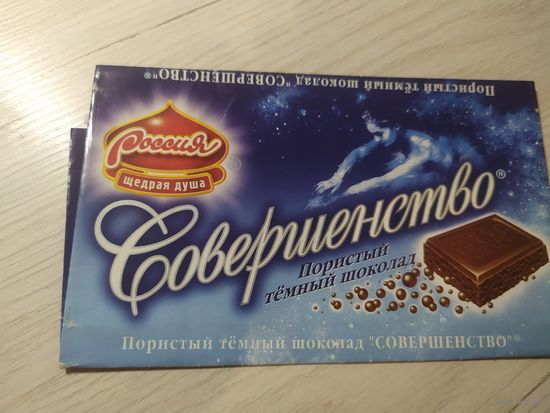 Пористый тёмный шоколад "СОВЕРШЕНСТВО"®
Россия®
щедрая душа
Совершенство®
Пористый
тёмный шоколад
Пористый тёмный шоколад "СОВЕРШЕНСТВО"®